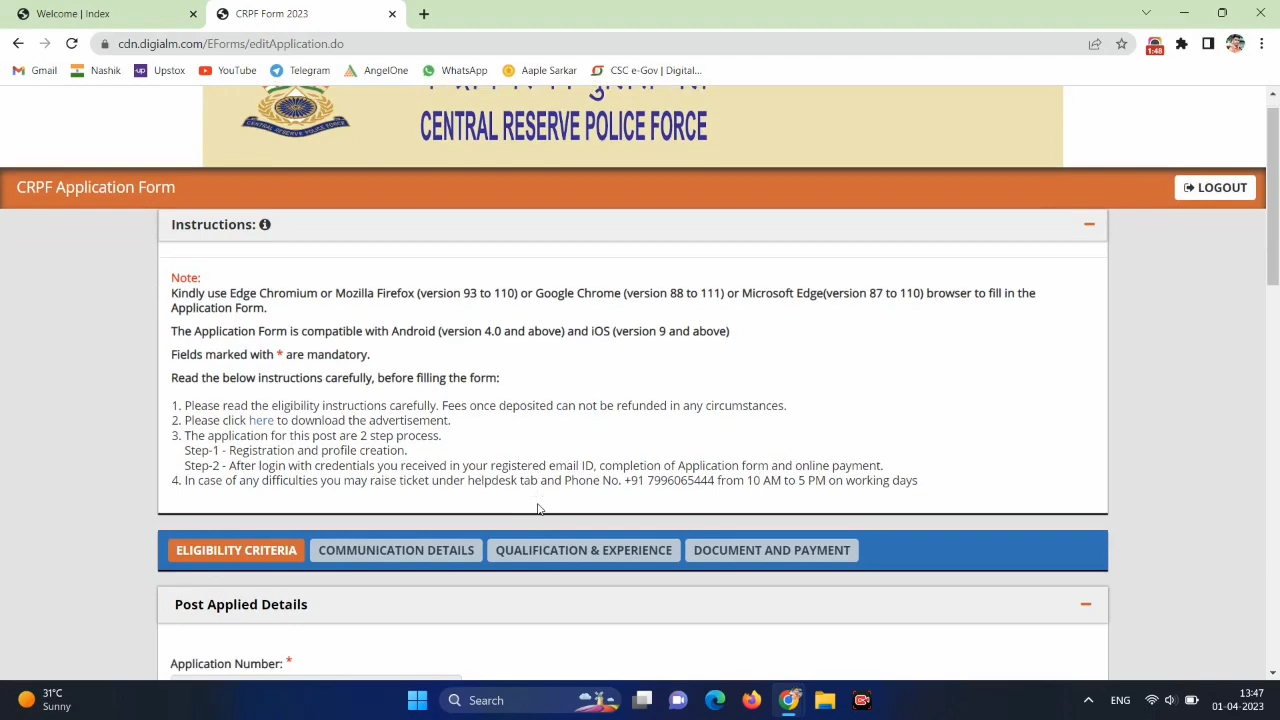 Welcome | Index
CRPF Form 2023
cdn.digialm.com/EForms/editApplication.do
1:48
Gmail
Nashik
up
Upstox
YouTube
Telegram
AngelOne
WhatsApp
Aaple Sarkar
CSC e-Gov | Digital...
CENTRAL RESERVE POLICE FORCE
CENTRAL RESERVE POLICE FORCE
CRPF Application Form
LOGOUT
Instructions:
Note:
Kindly use Edge Chromium or Mozilla Firefox (version 93 to 110) or Google Chrome (version 88 to 111) or Microsoft Edge(version 87 to 110) browser to fill in the
Application Form.
The Application Form is compatible with Android (version 4.0 and above) and iOS (version 9 and above)
Fields marked with * are mandatory.
Read the below instructions carefully, before filling the form:
1. Please read the eligibility instructions carefully. Fees once deposited can not be refunded in any circumstances.
2. Please click here to download the advertisement.
3. The application for this post are 2 step process.
Step-1 - Registration and profile creation.
Step-2 - After login with credentials you received in your registered email ID, completion of Application form and online payment.
4. In case of any difficulties you may raise ticket under helpdesk tab and Phone No. +91 7996065444 from 10 AM to 5 PM on working days
ELIGIBILITY CRITERIA
COMMUNICATION DETAILS
QUALIFICATION & EXPERIENCE
DOCUMENT AND PAYMENT
Post Applied Details
Application Number: *
31°C
Sunny
Search
ENG
13:47
01-04-2023